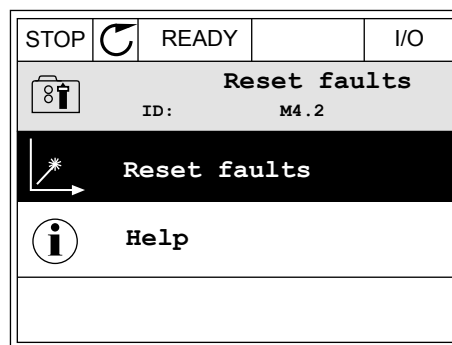 STOP READY I/O
Reset faults
ID: M4.2
Reset faults
Help